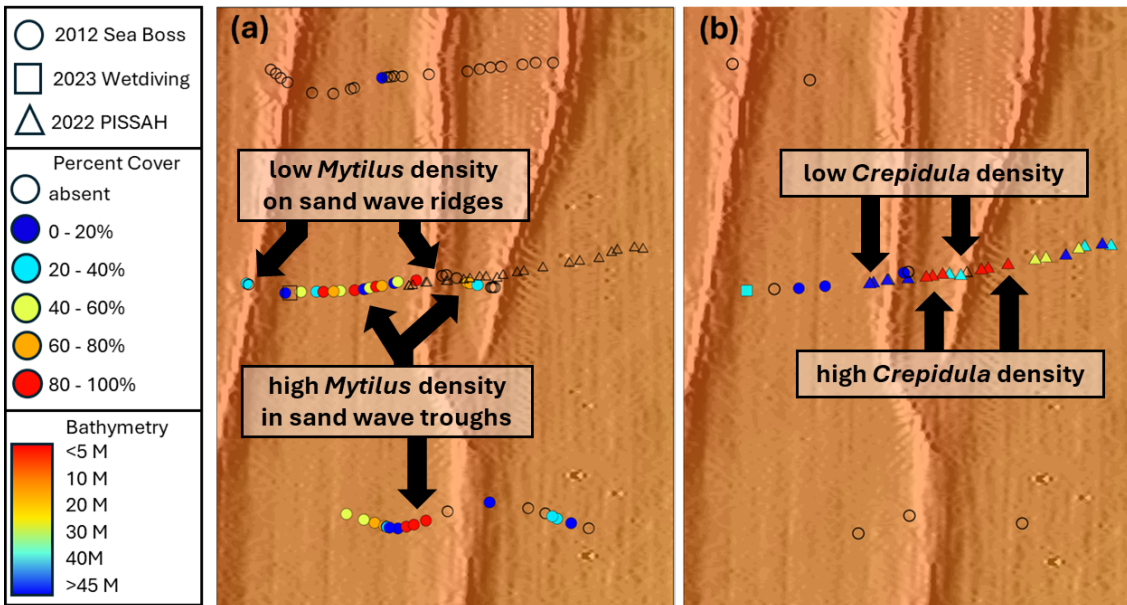 2012 Sea Boss
2023 Wetdiving
2022 PISSAH
Percent Cover
absent
0 - 20%
20 - 40%
40 - 60%
60 - 80%
80 - 100%
Bathymetry
<5 M
10 M
20 M
30 M
40M
>45 M
(a)
low Mytilus density
on sand wave ridges
high Mytilus density
in sand wave troughs
(b)
low Crepidula density
high Crepidula density